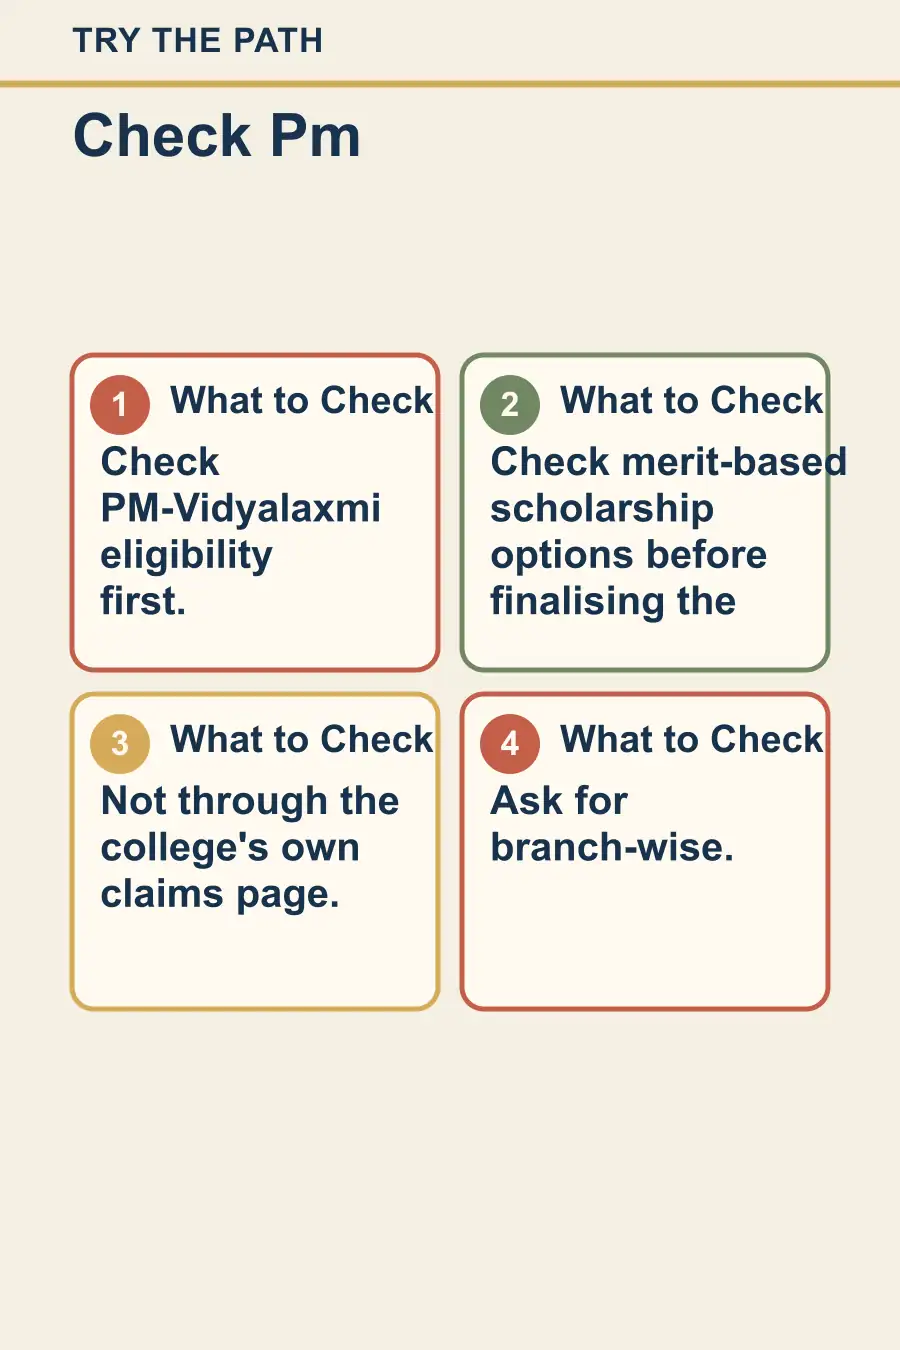 TRY THE PATH
Check Pm
1 What to Check
Check
PM-Vidyalaxmi
eligibility
first.
2 What to Check
Check merit-based
scholarship
options before
finalising the
3 What to Check
Not through the
college's own
claims page.
4 What to Check
Ask for
branch-wise.